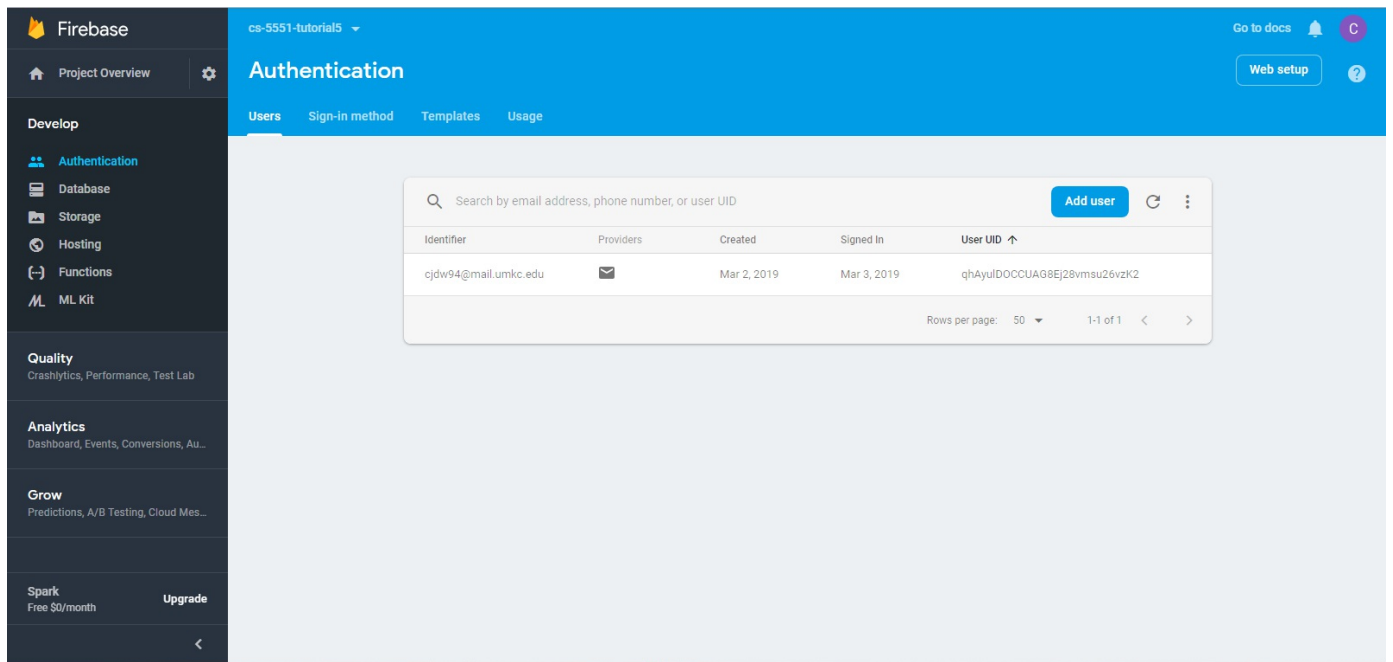 Firebase
Project Overview
Develop
Authentication
Database
Storage
Hosting
Functions
ML Kit
Quality
Crashlytics, Performance, Test Lab
Analytics
Dashboard, Events, Conversions, Au...
Grow
Predictions, A/B Testing, Cloud Mes...
Spark
Free $0/month
Upgrade
cs-5551-tutorial5
Go to docs
C
Authentication
Web setup
?
Users Sign-in method Templates Usage
Search by email address, phone number, or user UID
Add user
Identifier Providers Created Signed In User UID
cjdw94@mail.umkc.edu Mar 2, 2019 Mar 3, 2019 qhAyulDOCCUAG8Ej28vmsu26vzK2
Rows per page: 50 1-1 of 1